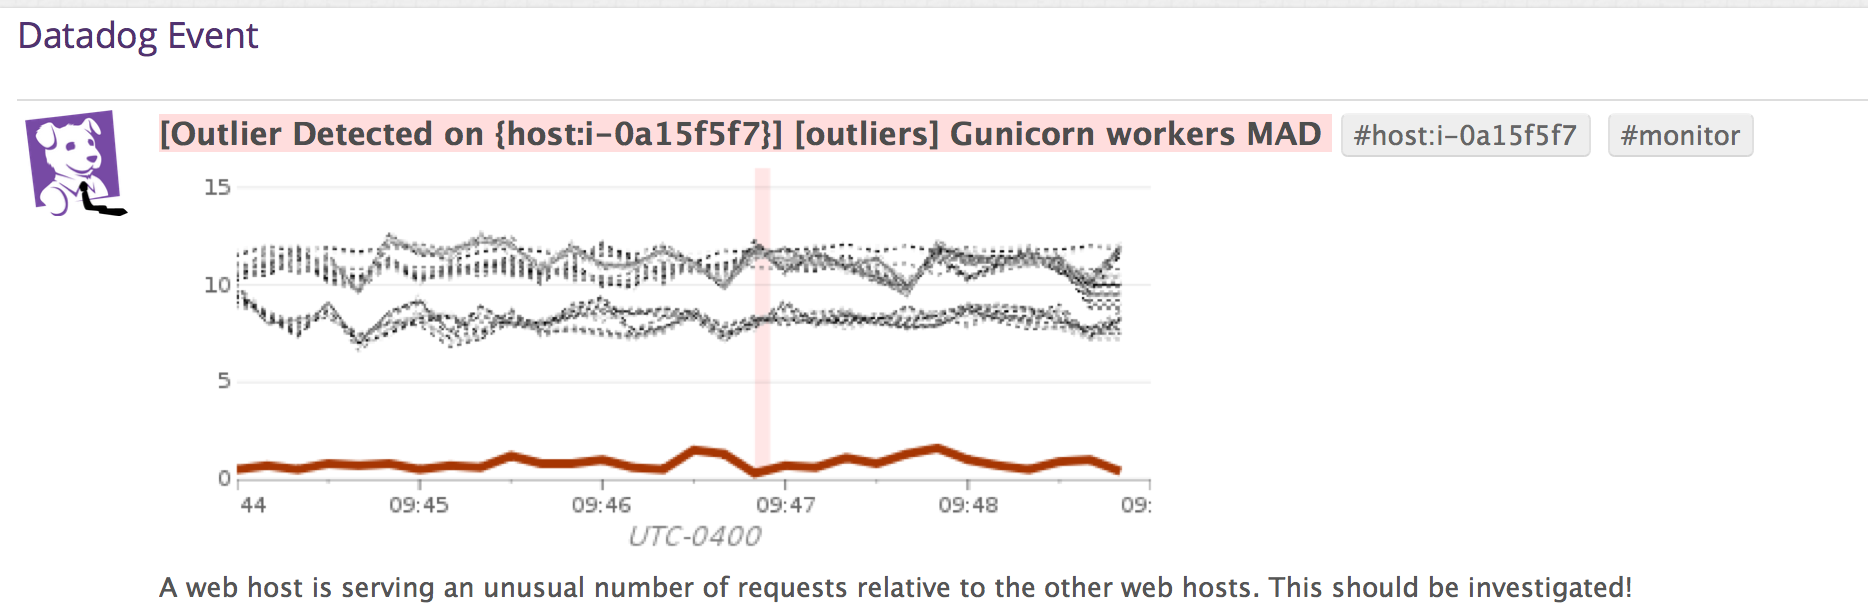 Datadog Event
[Outlier Detected on {host:i-0a15f5f7}] [outliers] Gunicorn workers MAD #host:i-0a15f5f7 #monitor
15
10
5
0
44 09:45 09:46 09:47 09:48 09:
UTC-0400
A web host is serving an unusual number of requests relative to the other web hosts. This should be investigated!